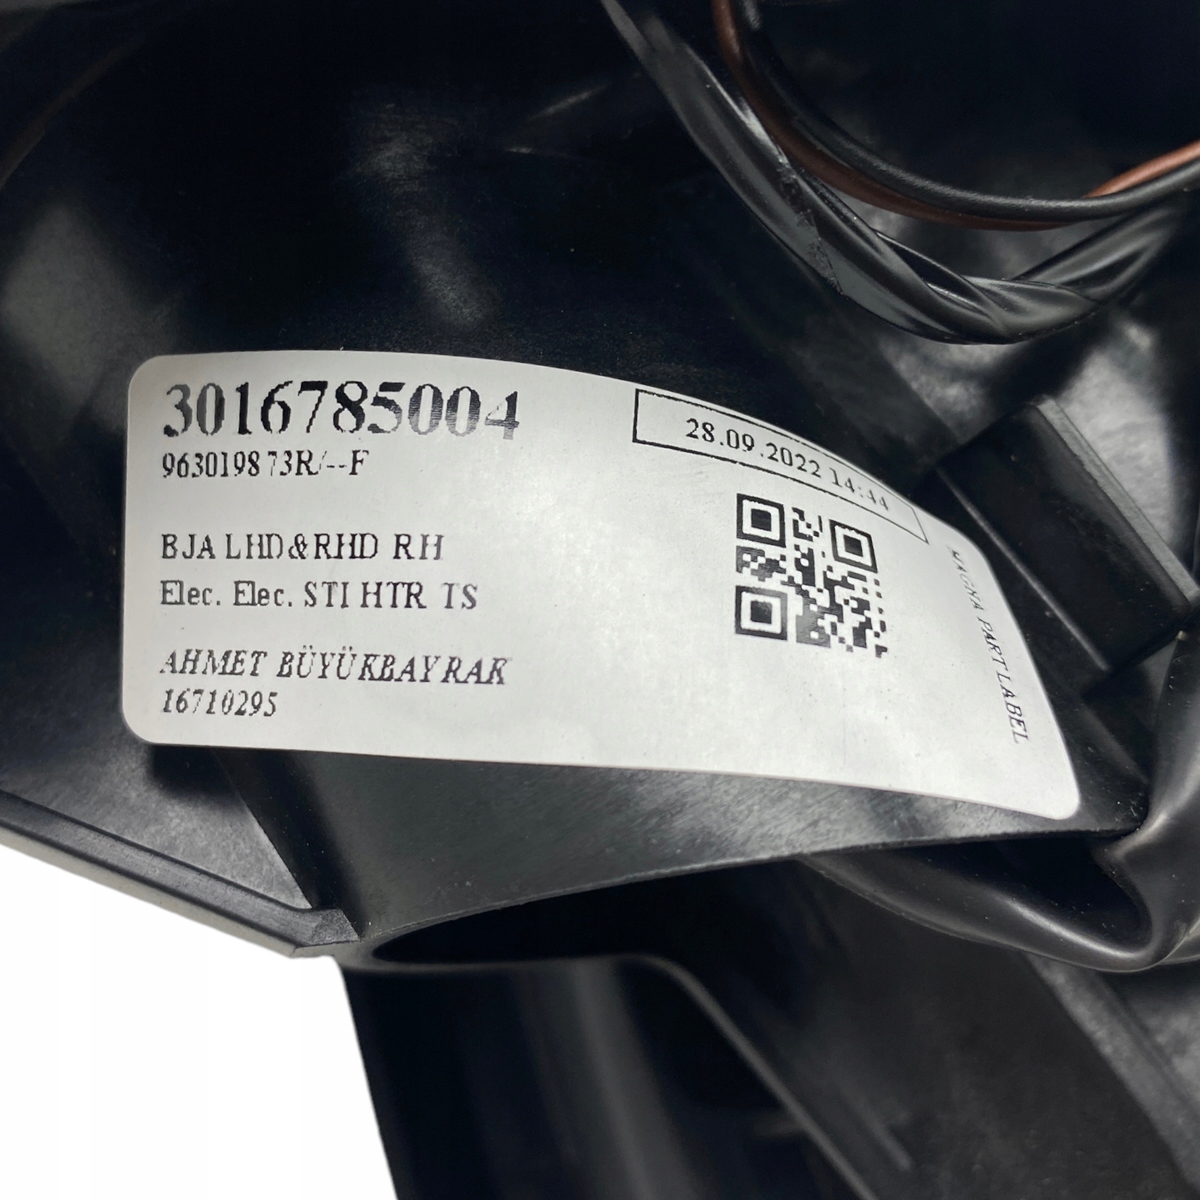 3016785004
963019873R/--F
28.09.2022 14:44
BJA LHD&RHD RH
Elec. Elec. STI HTR TS
AHMET BÜYÜKBAYRAK
16710295
MAGNA PART LABEL